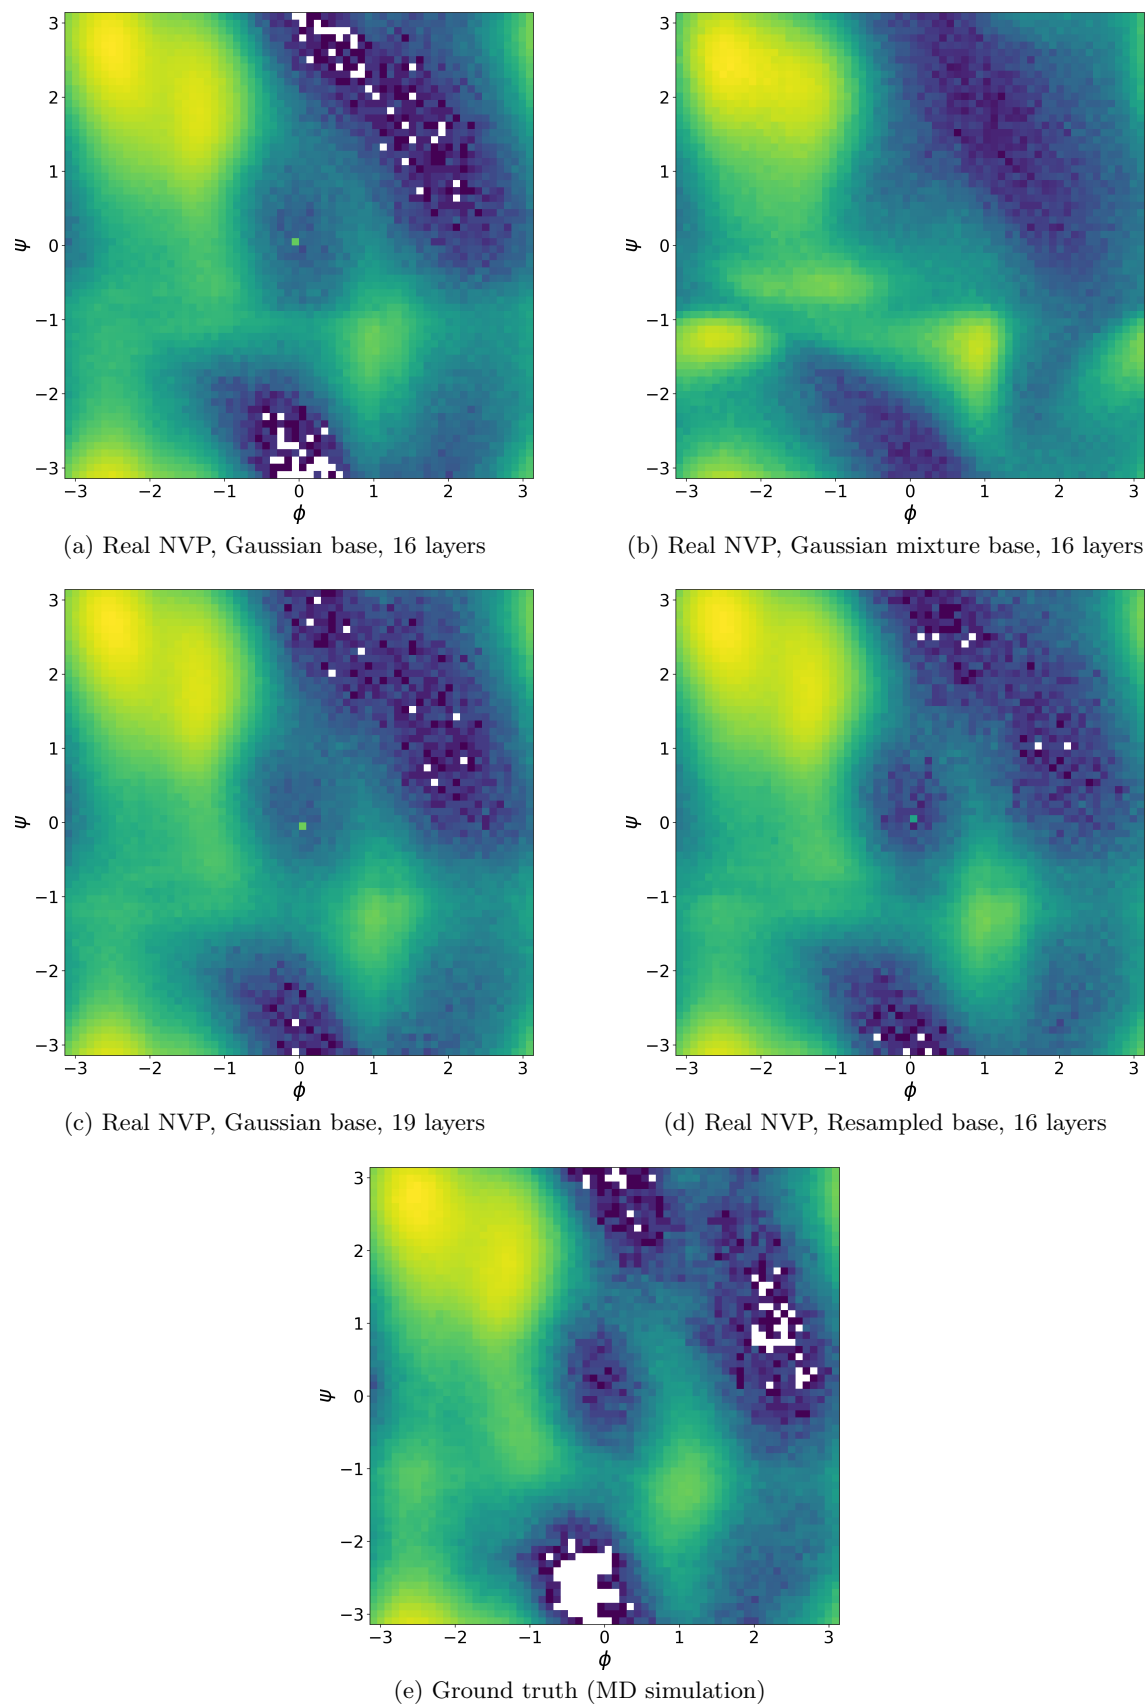 3
2
1
0
−1
−2
−3
ψ
−3 −2 −1 0 1 2 3
ϕ
(a) Real NVP, Gaussian base, 16 layers
3
2
1
0
−1
−2
−3
ψ
−3 −2 −1 0 1 2 3
ϕ
(b) Real NVP, Gaussian mixture base, 16 layers
3
2
1
0
−1
−2
−3
ψ
−3 −2 −1 0 1 2 3
ϕ
(c) Real NVP, Gaussian base, 19 layers
3
2
1
0
−1
−2
−3
ψ
−3 −2 −1 0 1 2 3
ϕ
(d) Real NVP, Resampled base, 16 layers
3
2
1
0
−1
−2
−3
ψ
−3 −2 −1 0 1 2 3
ϕ
(e) Ground truth (MD simulation)